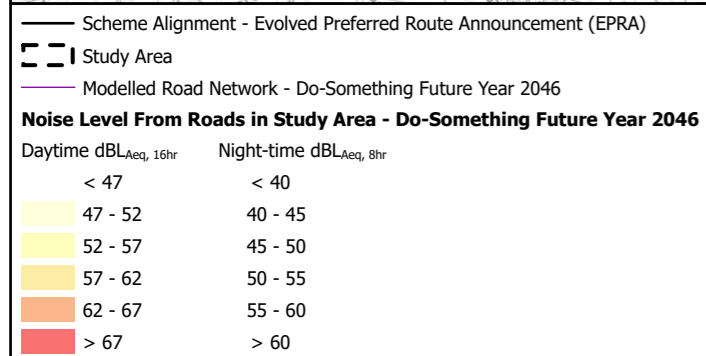 Scheme Alignment - Evolved Preferred Route Announcement (EPRA)
Study Area
Modelled Road Network - Do-Something Future Year 2046
Noise Level From Roads in Study Area - Do-Something Future Year 2046
Daytime dBLAeq, 16hr Night-time dBLAeq, 8hr
< 47 < 40
47 - 52 40 - 45
52 - 57 45 - 50
57 - 62 50 - 55
62 - 67 55 - 60
> 67 > 60